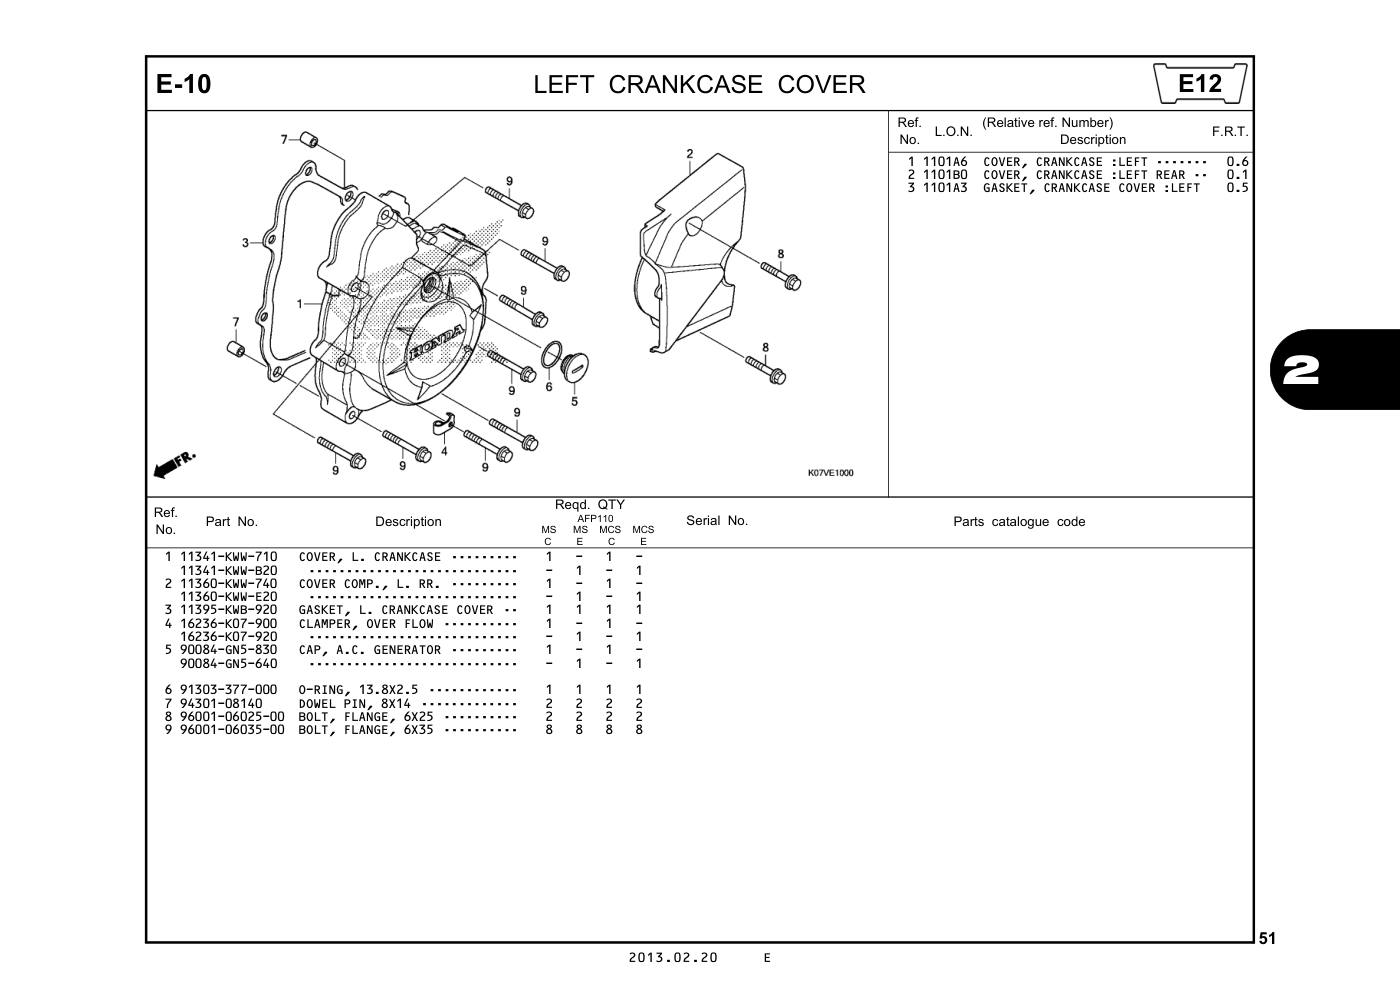 E-10
LEFT CRANKCASE COVER
E12
7
3
1
7
9
9
9
9
9
9
9
9
6
5
4
HONDA
FR.
2
8
8
K07VE1000
Ref. No. L.O.N. (Relative ref. Number) Description F.R.T.
1 1101A6 COVER, CRANKCASE :LEFT ------- 0.6
2 1101B0 COVER, CRANKCASE :LEFT REAR -- 0.1
3 1101A3 GASKET, CRANKCASE COVER :LEFT 0.5
2
Ref. No. Part No. Description Reqd. QTY Serial No. Parts catalogue code
AFP110
MS MS MCS MCS
C E C E
1 11341-KWW-710 COVER, L. CRANKCASE --------- 1 - 1 -
11341-KWW-B20 ---------------------------- - 1 - 1
2 11360-KWW-740 COVER COMP., L. RR. --------- 1 - 1 -
11360-KWW-E20 ---------------------------- - 1 - 1
3 11395-KWB-920 GASKET, L. CRANKCASE COVER -- 1 1 1 1
4 16236-K07-900 CLAMPER, OVER FLOW ---------- 1 - 1 -
16236-K07-920 ---------------------------- - 1 - 1
5 90084-GN5-830 CAP, A.C. GENERATOR --------- 1 - 1 -
90084-GN5-640 ---------------------------- - 1 - 1
6 91303-377-000 O-RING, 13.8X2.5 ------------ 1 1 1 1
7 94301-08140 DOWEL PIN, 8X14 ------------- 2 2 2 2
8 96001-06025-00 BOLT, FLANGE, 6X25 ---------- 2 2 2 2
9 96001-06035-00 BOLT, FLANGE, 6X35 ---------- 8 8 8 8
51
2013.02.20 E